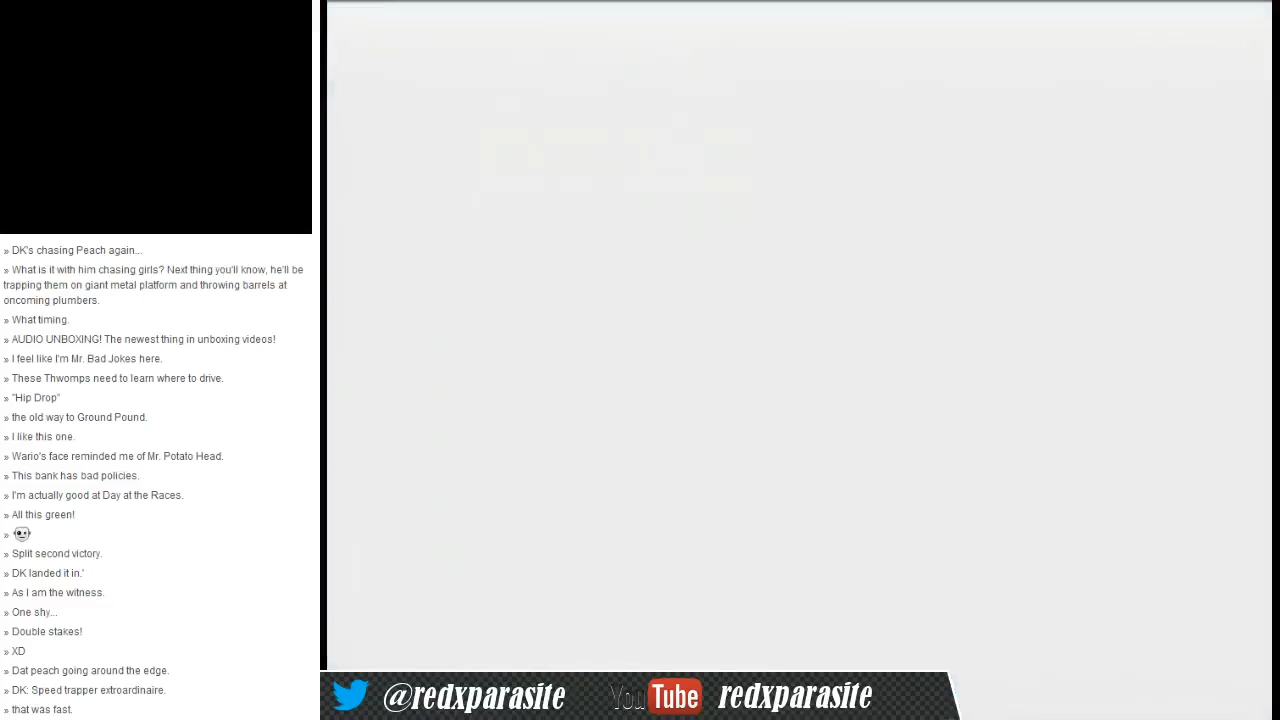 » DK's chasing Peach again...
» What is it with him chasing girls? Next thing you'll know, he'll be
trapping them on giant metal platform and throwing barrels at
oncoming plumbers.
» What timing.
» AUDIO UNBOXING! The newest thing in unboxing videos!
» I feel like I'm Mr. Bad Jokes here.
» These Thwomps need to learn where to drive.
» "Hip Drop"
» the old way to Ground Pound.
» I like this one.
» Wario's face reminded me of Mr. Potato Head.
» This bank has bad policies.
» I'm actually good at Day at the Races.
» All this green!
»
» Split second victory.
» DK landed it in.'
» As I am the witness.
» One shy...
» Double stakes!
» XD
» Dat peach going around the edge.
» DK: Speed trapper extroardinaire.
» that was fast.
@redxparasite YouTube redxparasite